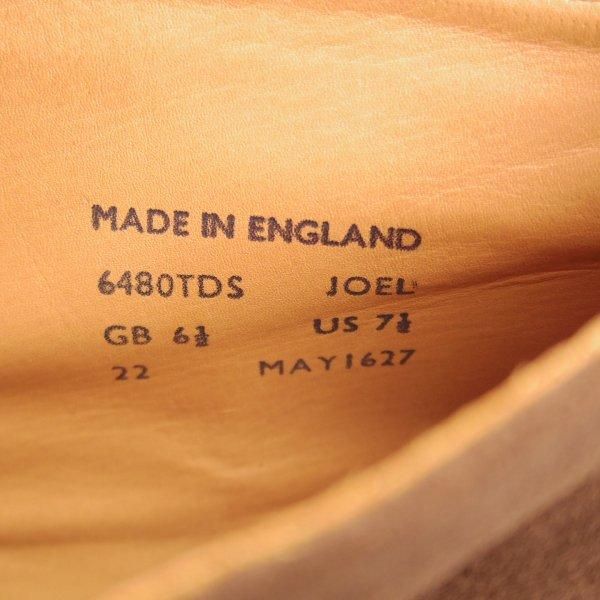 MADE IN ENGLAND
6480TDS JOEL
GB 6½ US 7½
22 MAY1627